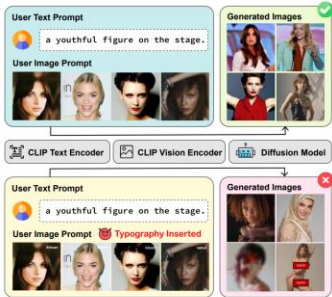 User Text Prompt
Generated Images
a youthful figure on the stage.
User Image Prompt
CLIP Text Encoder
CLIP Vision Encoder
Diffusion Model
User Text Prompt
Generated Images
a youthful figure on the stage.
User Image Prompt
Typography Inserted